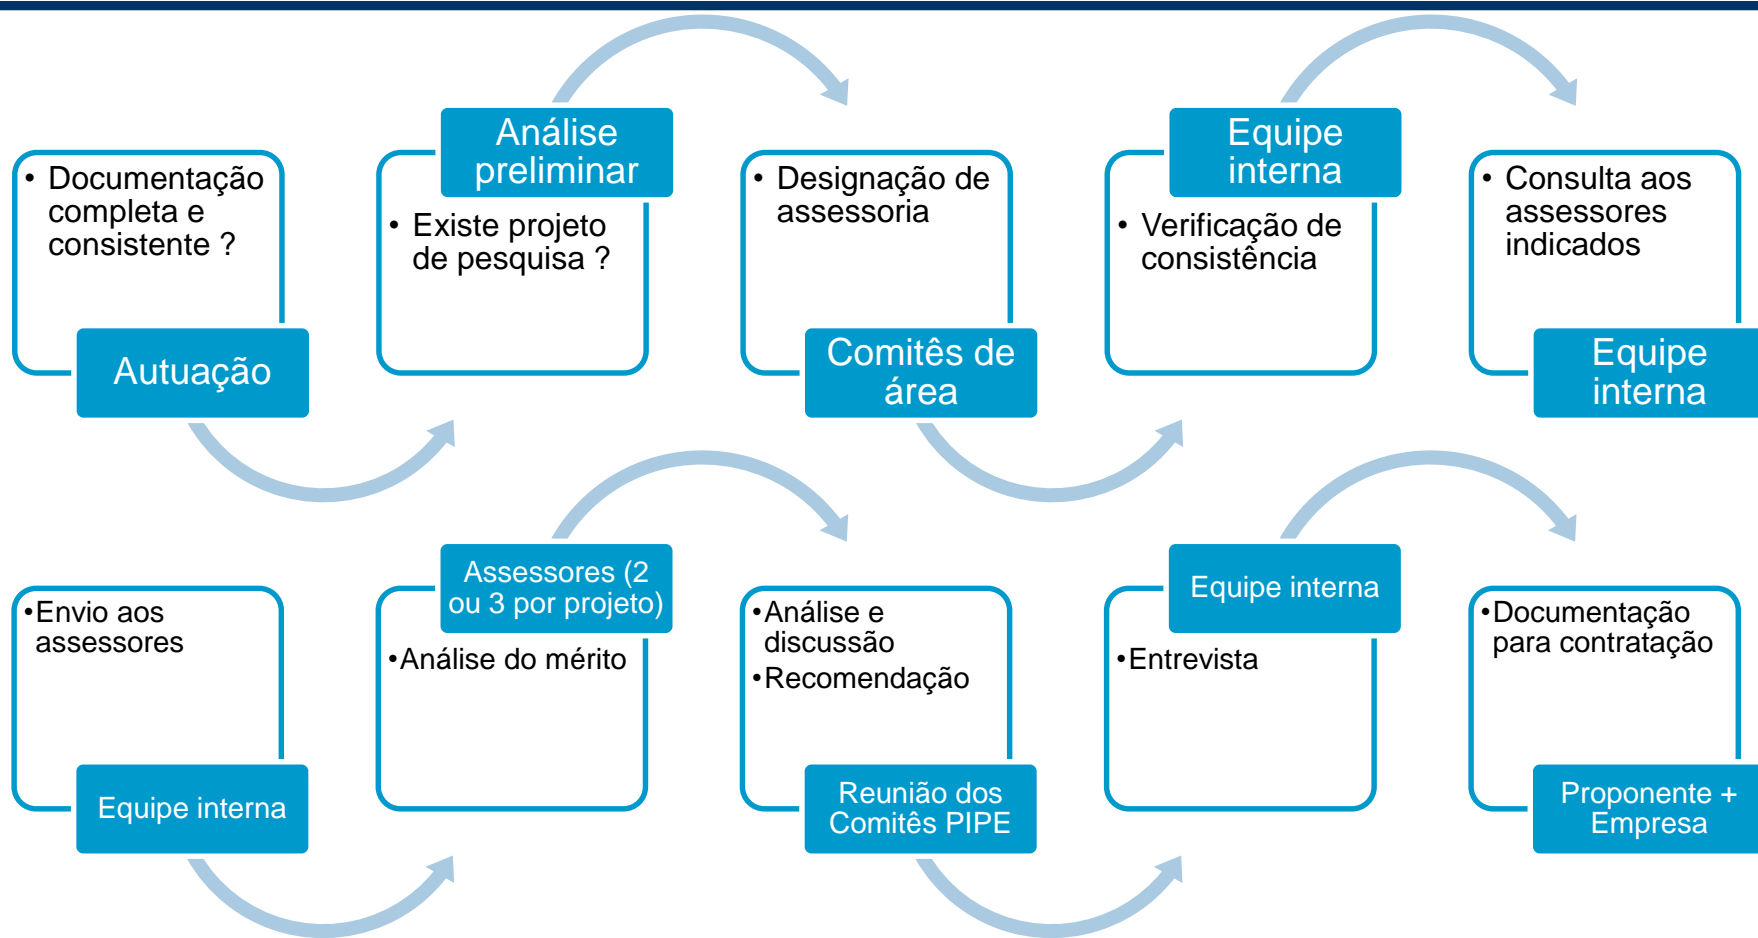 • Documentação
completa e
consistente ?
Autuação
Análise
preliminar
• Existe projeto
de pesquisa ?
• Designação de
assessoria
Comitês de
área
Equipe
interna
• Verificação de
consistência
• Consulta aos
assessores
indicados
Equipe
interna
•Envio aos
assessores
Equipe interna
Assessores (2
ou 3 por projeto)
•Análise do mérito
•Análise e
discussão
•Recomendação
Reunião dos
Comitês PIPE
Equipe interna
•Entrevista
•Documentação
para contratação
Proponente +
Empresa